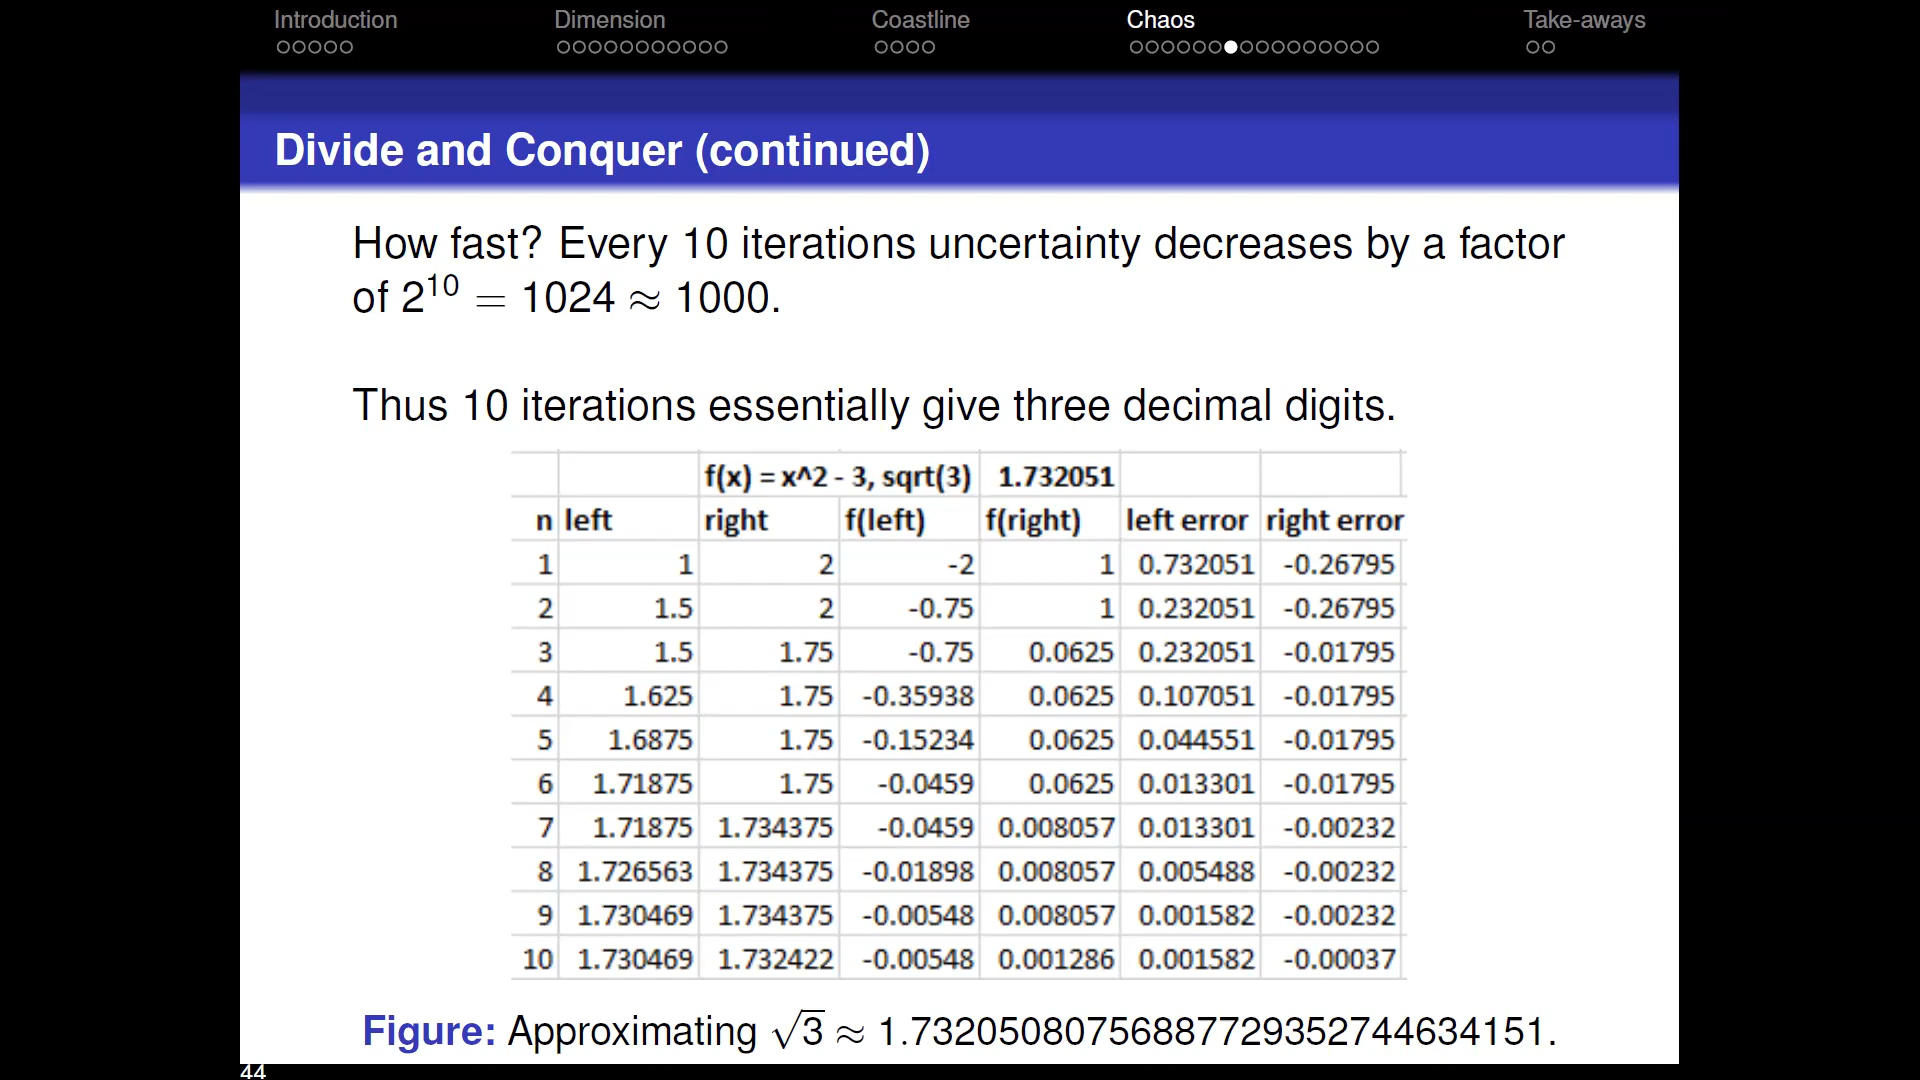 Introduction Dimension Coastline Chaos Take-aways
Divide and Conquer (continued)
How fast? Every 10 iterations uncertainty decreases by a factor
of 2^10 = 1024 ≈ 1000.
Thus 10 iterations essentially give three decimal digits.
f(x) = x^2 - 3, sqrt(3) 1.732051
n left right f(left) f(right) left error right error
1 1 2 -2 1 0.732051 -0.26795
2 1.5 2 -0.75 1 0.232051 -0.26795
3 1.5 1.75 -0.75 0.0625 0.232051 -0.01795
4 1.625 1.75 -0.35938 0.0625 0.107051 -0.01795
5 1.6875 1.75 -0.15234 0.0625 0.044551 -0.01795
6 1.71875 1.75 -0.0459 0.0625 0.013301 -0.01795
7 1.71875 1.734375 -0.0459 0.008057 0.013301 -0.00232
8 1.726563 1.734375 -0.01898 0.008057 0.005488 -0.00232
9 1.730469 1.734375 -0.00548 0.008057 0.001582 -0.00232
10 1.730469 1.732422 -0.00548 0.001286 0.001582 -0.00037
Figure: Approximating √3 ≈ 1.7320508075688772935274463​4151.
44